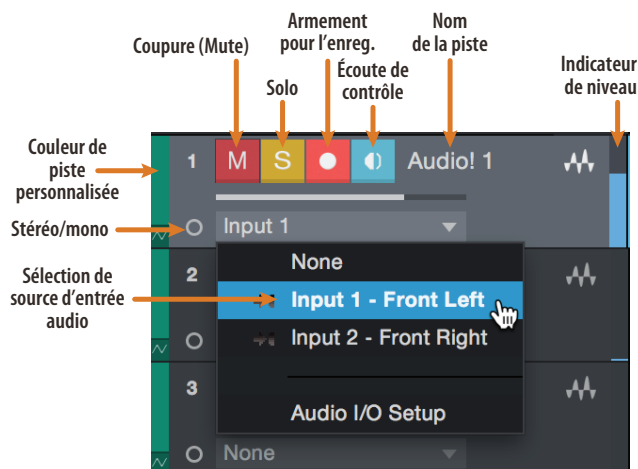 Armement
pour l'enreg.
Nom
de la piste
Coupure (Mute)
Indicateur
de niveau
Solo
Écoute de
contrôle
Couleur de
piste
personnalisée
1 M S Audio! 1
Stéréo/mono
Input 1
Sélection de
source d'entrée
audio
2
None
Input 1 - Front Left
Input 2 - Front Right
3
Audio I/O Setup
None